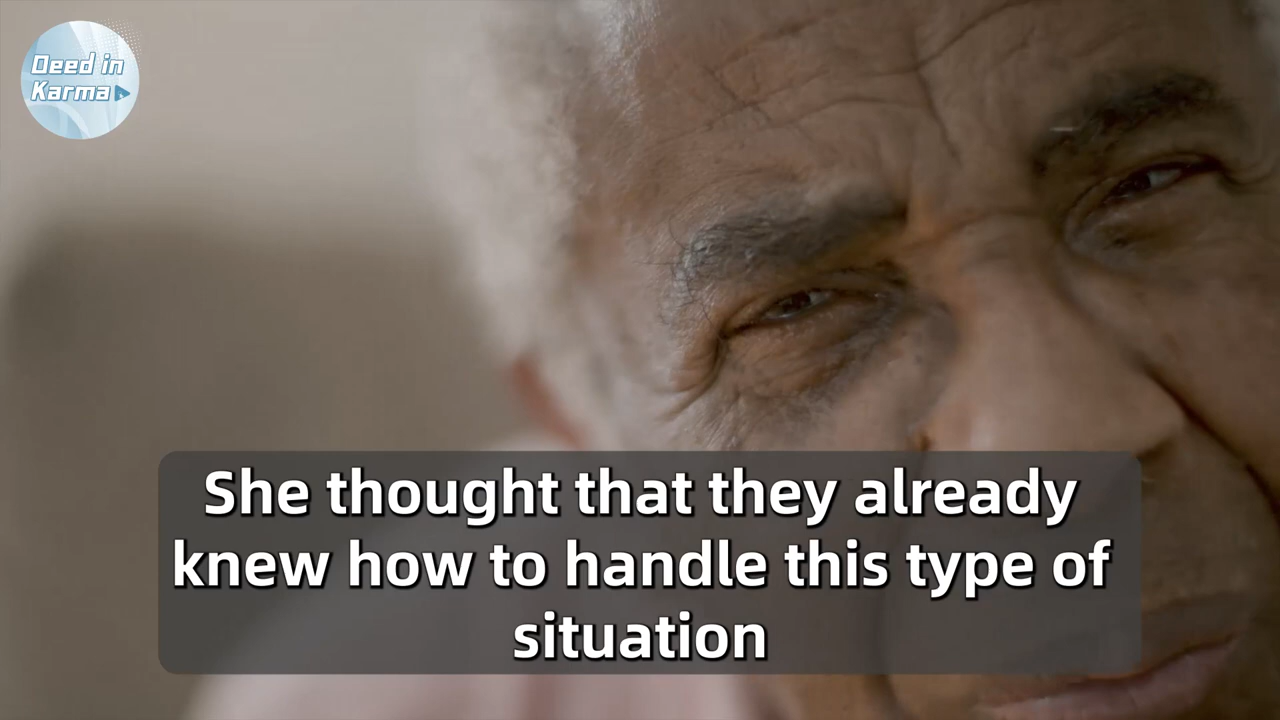 Deed in
Karma
She thought that they already
knew how to handle this type of
situation